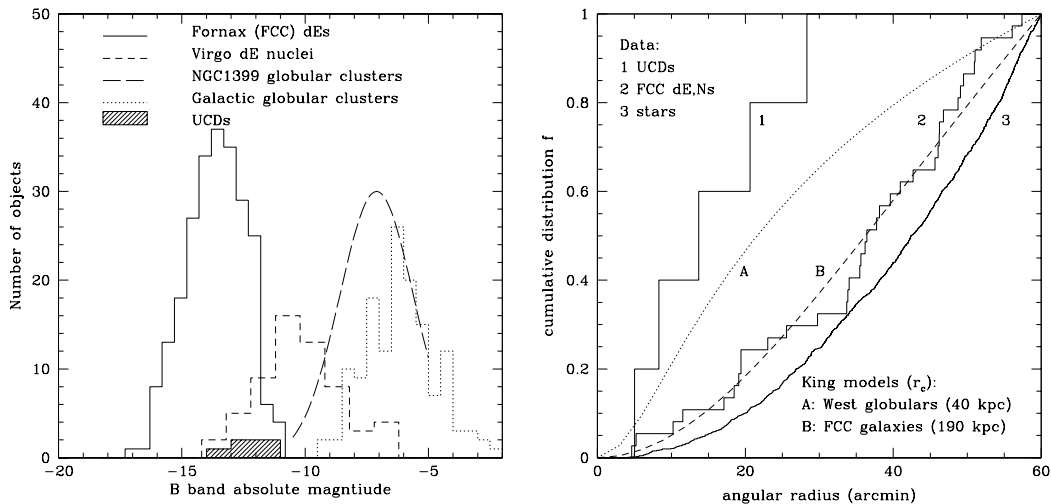 50
40
30
20
10
0
Number of objects
Fornax (FCC) dEs
Virgo dE nuclei
NGC1399 globular clusters
Galactic globular clusters
UCDs
-20
-15
-10
-5
B band absolute magntiude
1
0.8
0.6
0.4
0.2
0
cumulative distribution f
Data:
1 UCDs
2 FCC dE,Ns
3 stars
1
2
3
A
B
King models (r_c):
A: West globulars (40 kpc)
B: FCC galaxies (190 kpc)
0
20
40
60
angular radius (arcmin)